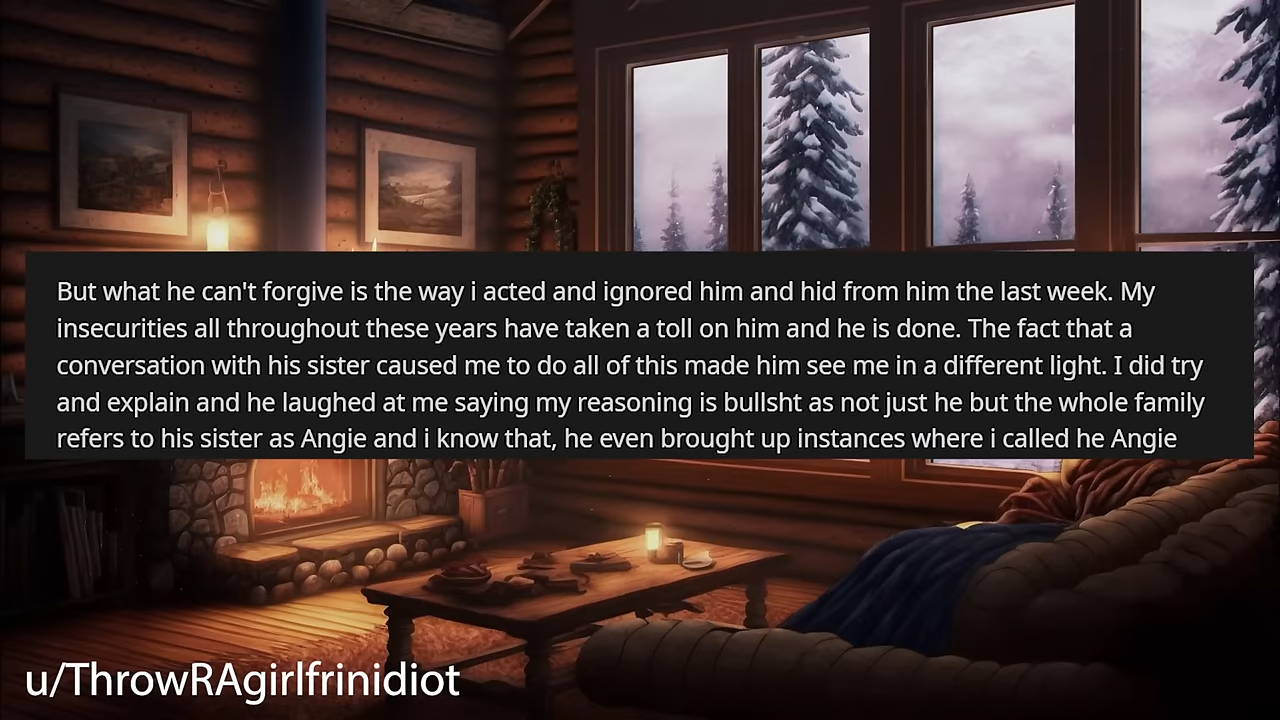 But what he can't forgive is the way i acted and ignored him and hid from him the last week. My
insecurities all throughout these years have taken a toll on him and he is done. The fact that a
conversation with his sister caused me to do all of this made him see me in a different light. I did try
and explain and he laughed at me saying my reasoning is bullsht as not just he but the whole family
refers to his sister as Angie and i know that, he even brought up instances where i called he Angie
u/ThrowRAgirlfrinidiot